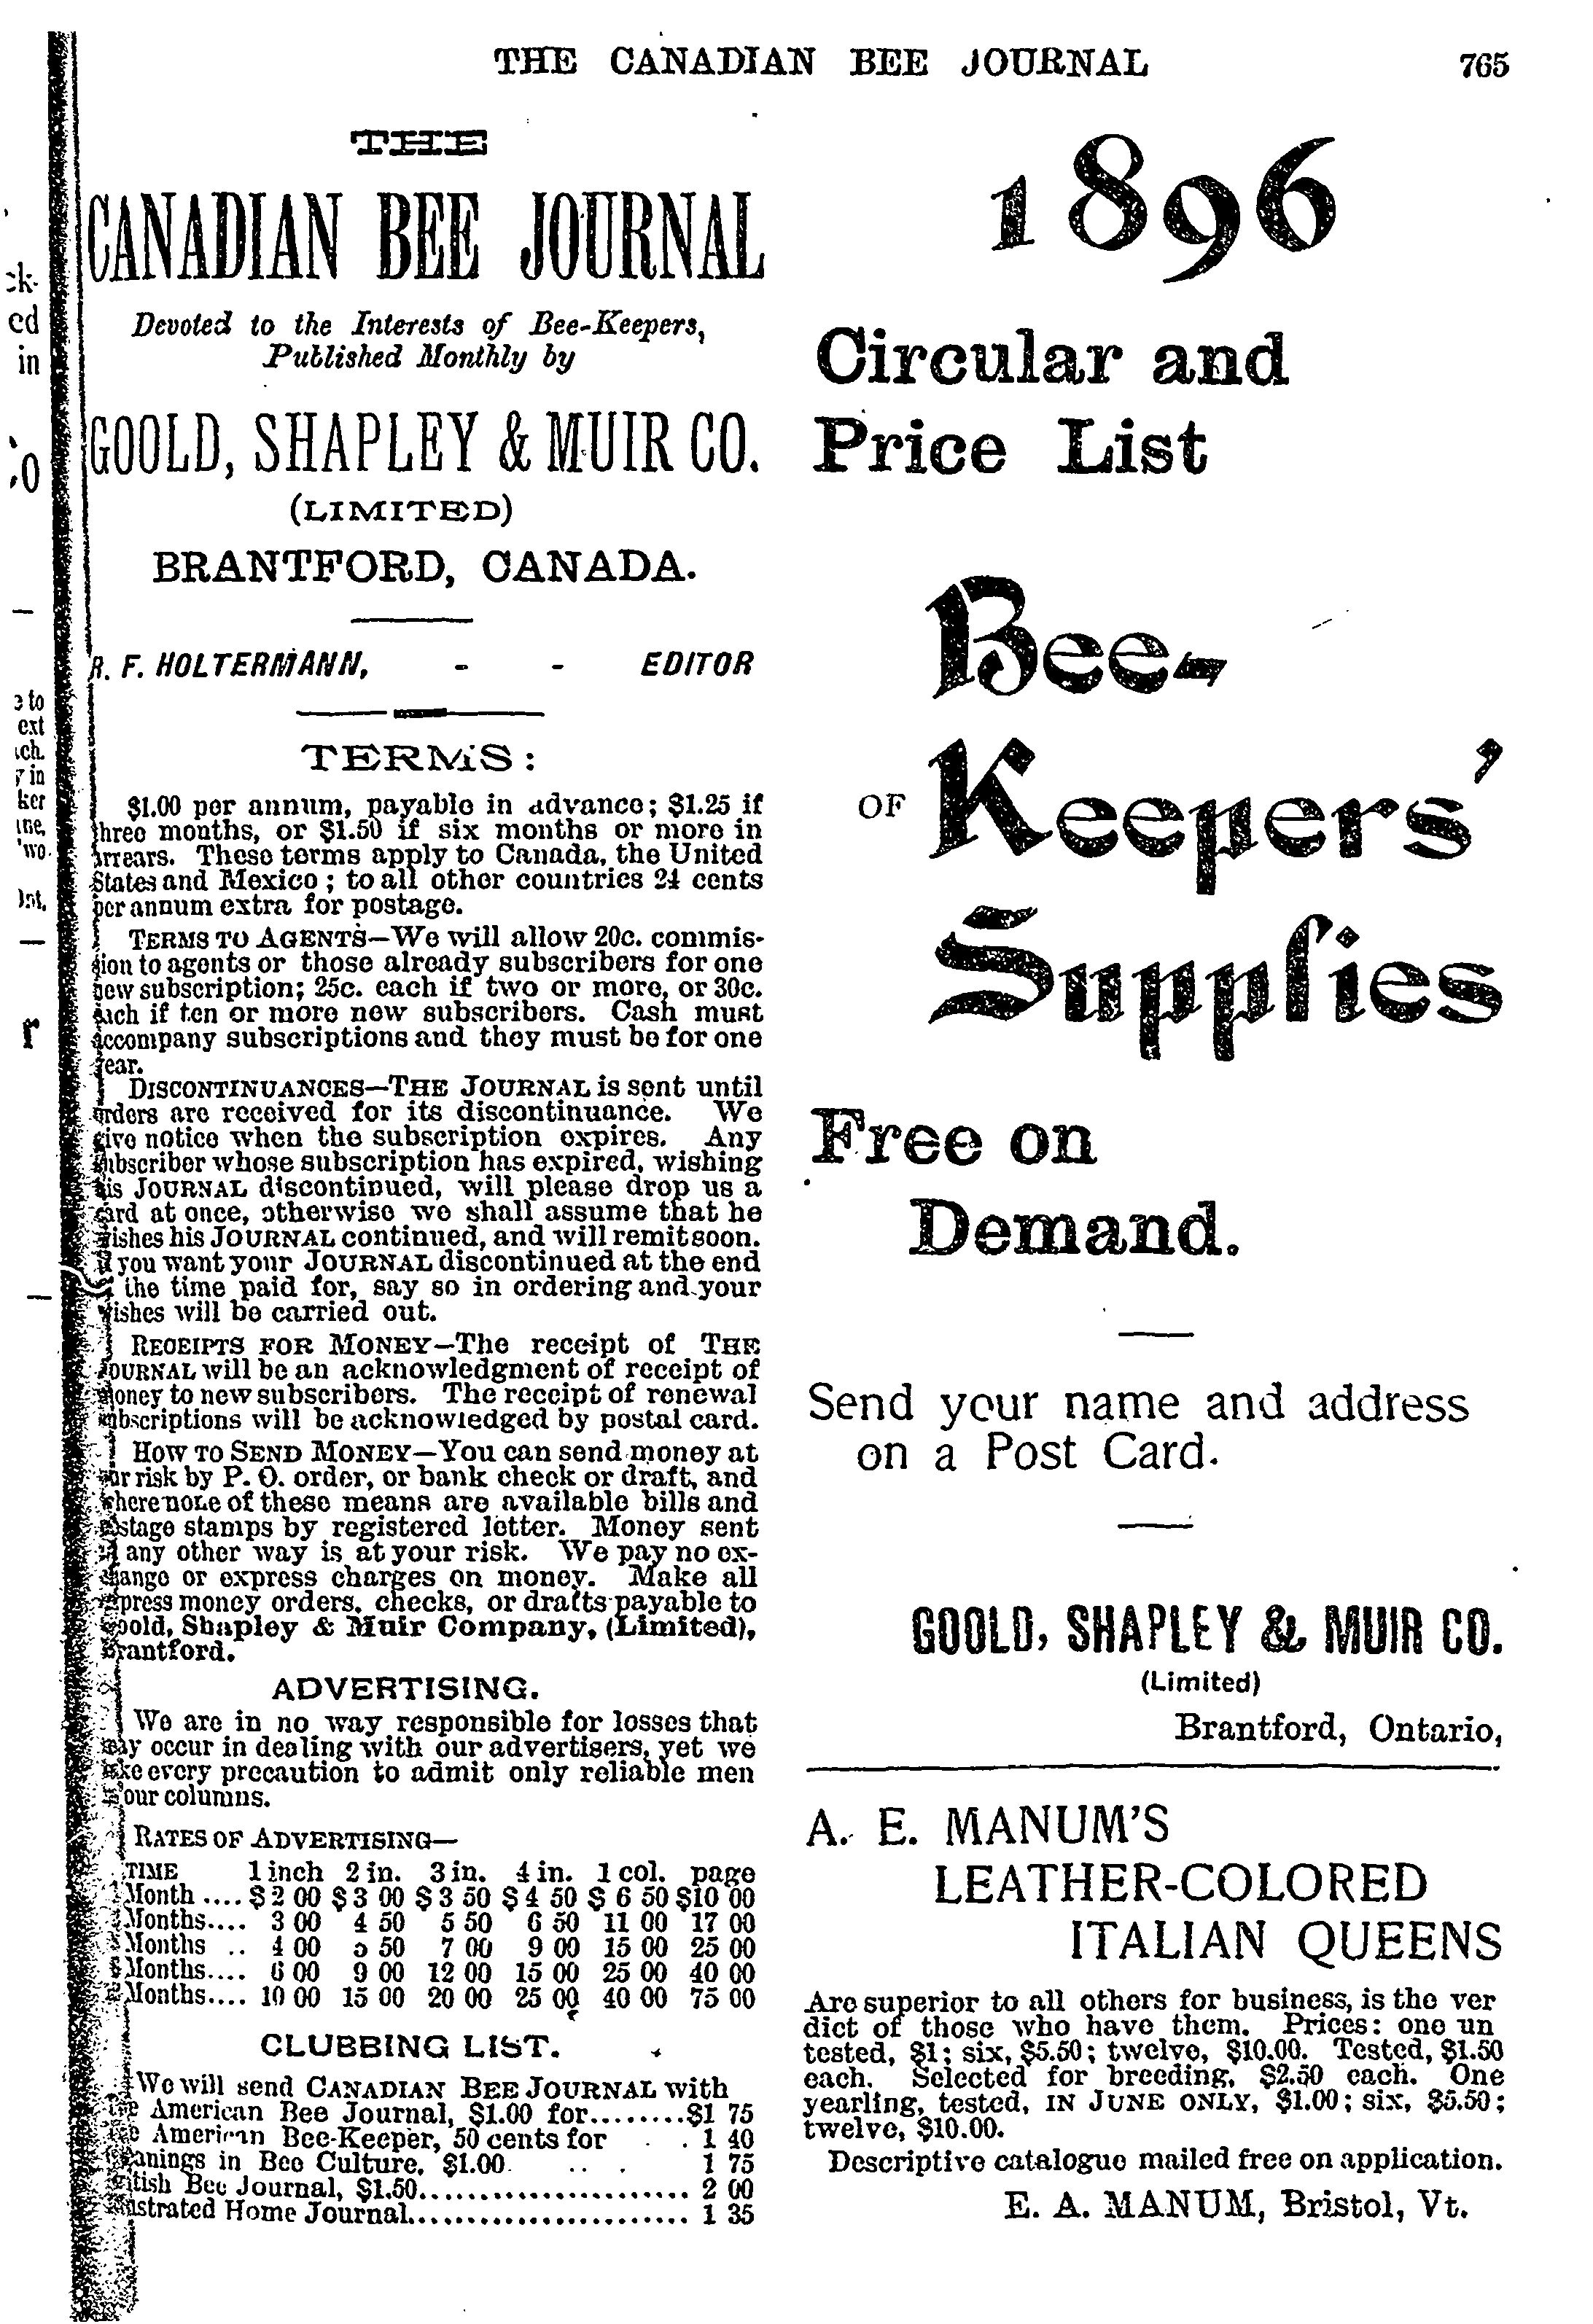 THE CANADIAN BEE JOURNAL 765
THE
CANADIAN BEE JOURNAL
Devoted to the Interests of Bee-Keepers,
Published Monthly by
GOOLD, SHAPLEY & MUIR CO.
(LIMITED)
BRANTFORD, CANADA.
R. F. HOLTERMANN, - - EDITOR
TERMS:
$1.00 per annum, payable in advance; $1.25 if
three months, or $1.50 if six months or more in
arrears. These terms apply to Canada, the United
States and Mexico; to all other countries 24 cents
per annum extra for postage.
TERMS TO AGENTS—We will allow 20c. commis-
sion to agents or those already subscribers for one
new subscription; 25c. each if two or more, or 30c.
each if ten or more new subscribers. Cash must
accompany subscriptions and they must be for one
year.
DISCONTINUANCES—THE JOURNAL is sent until
orders are received for its discontinuance. We
give notice when the subscription expires. Any
subscriber whose subscription has expired, wishing
his JOURNAL discontinued, will please drop us a
card at once, otherwise we shall assume that he
wishes his JOURNAL continued, and will remit soon.
If you want your JOURNAL discontinued at the end
the time paid for, say so in ordering and your
wishes will be carried out.
RECEIPTS FOR MONEY—The receipt of THE
JOURNAL will be an acknowledgment of receipt of
money to new subscribers. The receipt of renewal
subscriptions will be acknowledged by postal card.
HOW TO SEND MONEY—You can send money at
our risk by P. O. order, or bank check or draft, and
where none of these means are available bills and
postage stamps by registered letter. Money sent
any other way is at your risk. We pay no ex-
change or express charges on money. Make all
express money orders, checks, or drafts payable to
Goold, Shapley & Muir Company, (Limited),
Brantford.
ADVERTISING.
We are in no way responsible for losses that
may occur in dealing with our advertisers, yet we
take every precaution to admit only reliable men
our columns.
RATES OF ADVERTISING—
TIME 1 inch 2 in. 3 in. 4 in. 1 col. page
Month .... $2 00 $3 00 $3 50 $4 50 $6 50 $10 00
Months.... 3 00 4 50 5 50 6 50 11 00 17 00
Months .. 4 00 5 50 7 00 9 00 15 00 25 00
Months.... 6 00 9 00 12 00 15 00 25 00 40 00
Months.... 10 00 15 00 20 00 25 00 40 00 75 00
CLUBBING LIST.
We will send CANADIAN BEE JOURNAL with
The American Bee Journal, $1.00 for........$1 75
The American Bee-Keeper, 50 cents for . . 1 40
Gleanings in Bee Culture, $1.00. .. . 1 75
British Bee Journal, $1.50...................... 2 00
Illustrated Home Journal........................ 1 35
1896
Circular and
Price List
Bee-
OF Keepers'
Supplies
Free on
Demand.
Send your name and address
on a Post Card.
GOOLD, SHAPLEY & MUIR CO.
(Limited)
Brantford, Ontario,
A. E. MANUM'S
LEATHER-COLORED
ITALIAN QUEENS
Are superior to all others for business, is the ver
dict of those who have them. Prices: one un
tested, $1; six, $5.50; twelve, $10.00. Tested, $1.50
each. Selected for breeding, $2.50 each. One
yearling, tested, IN JUNE ONLY, $1.00; six, $5.50;
twelve, $10.00.
Descriptive catalogue mailed free on application.
E. A. MANUM, Bristol, Vt.